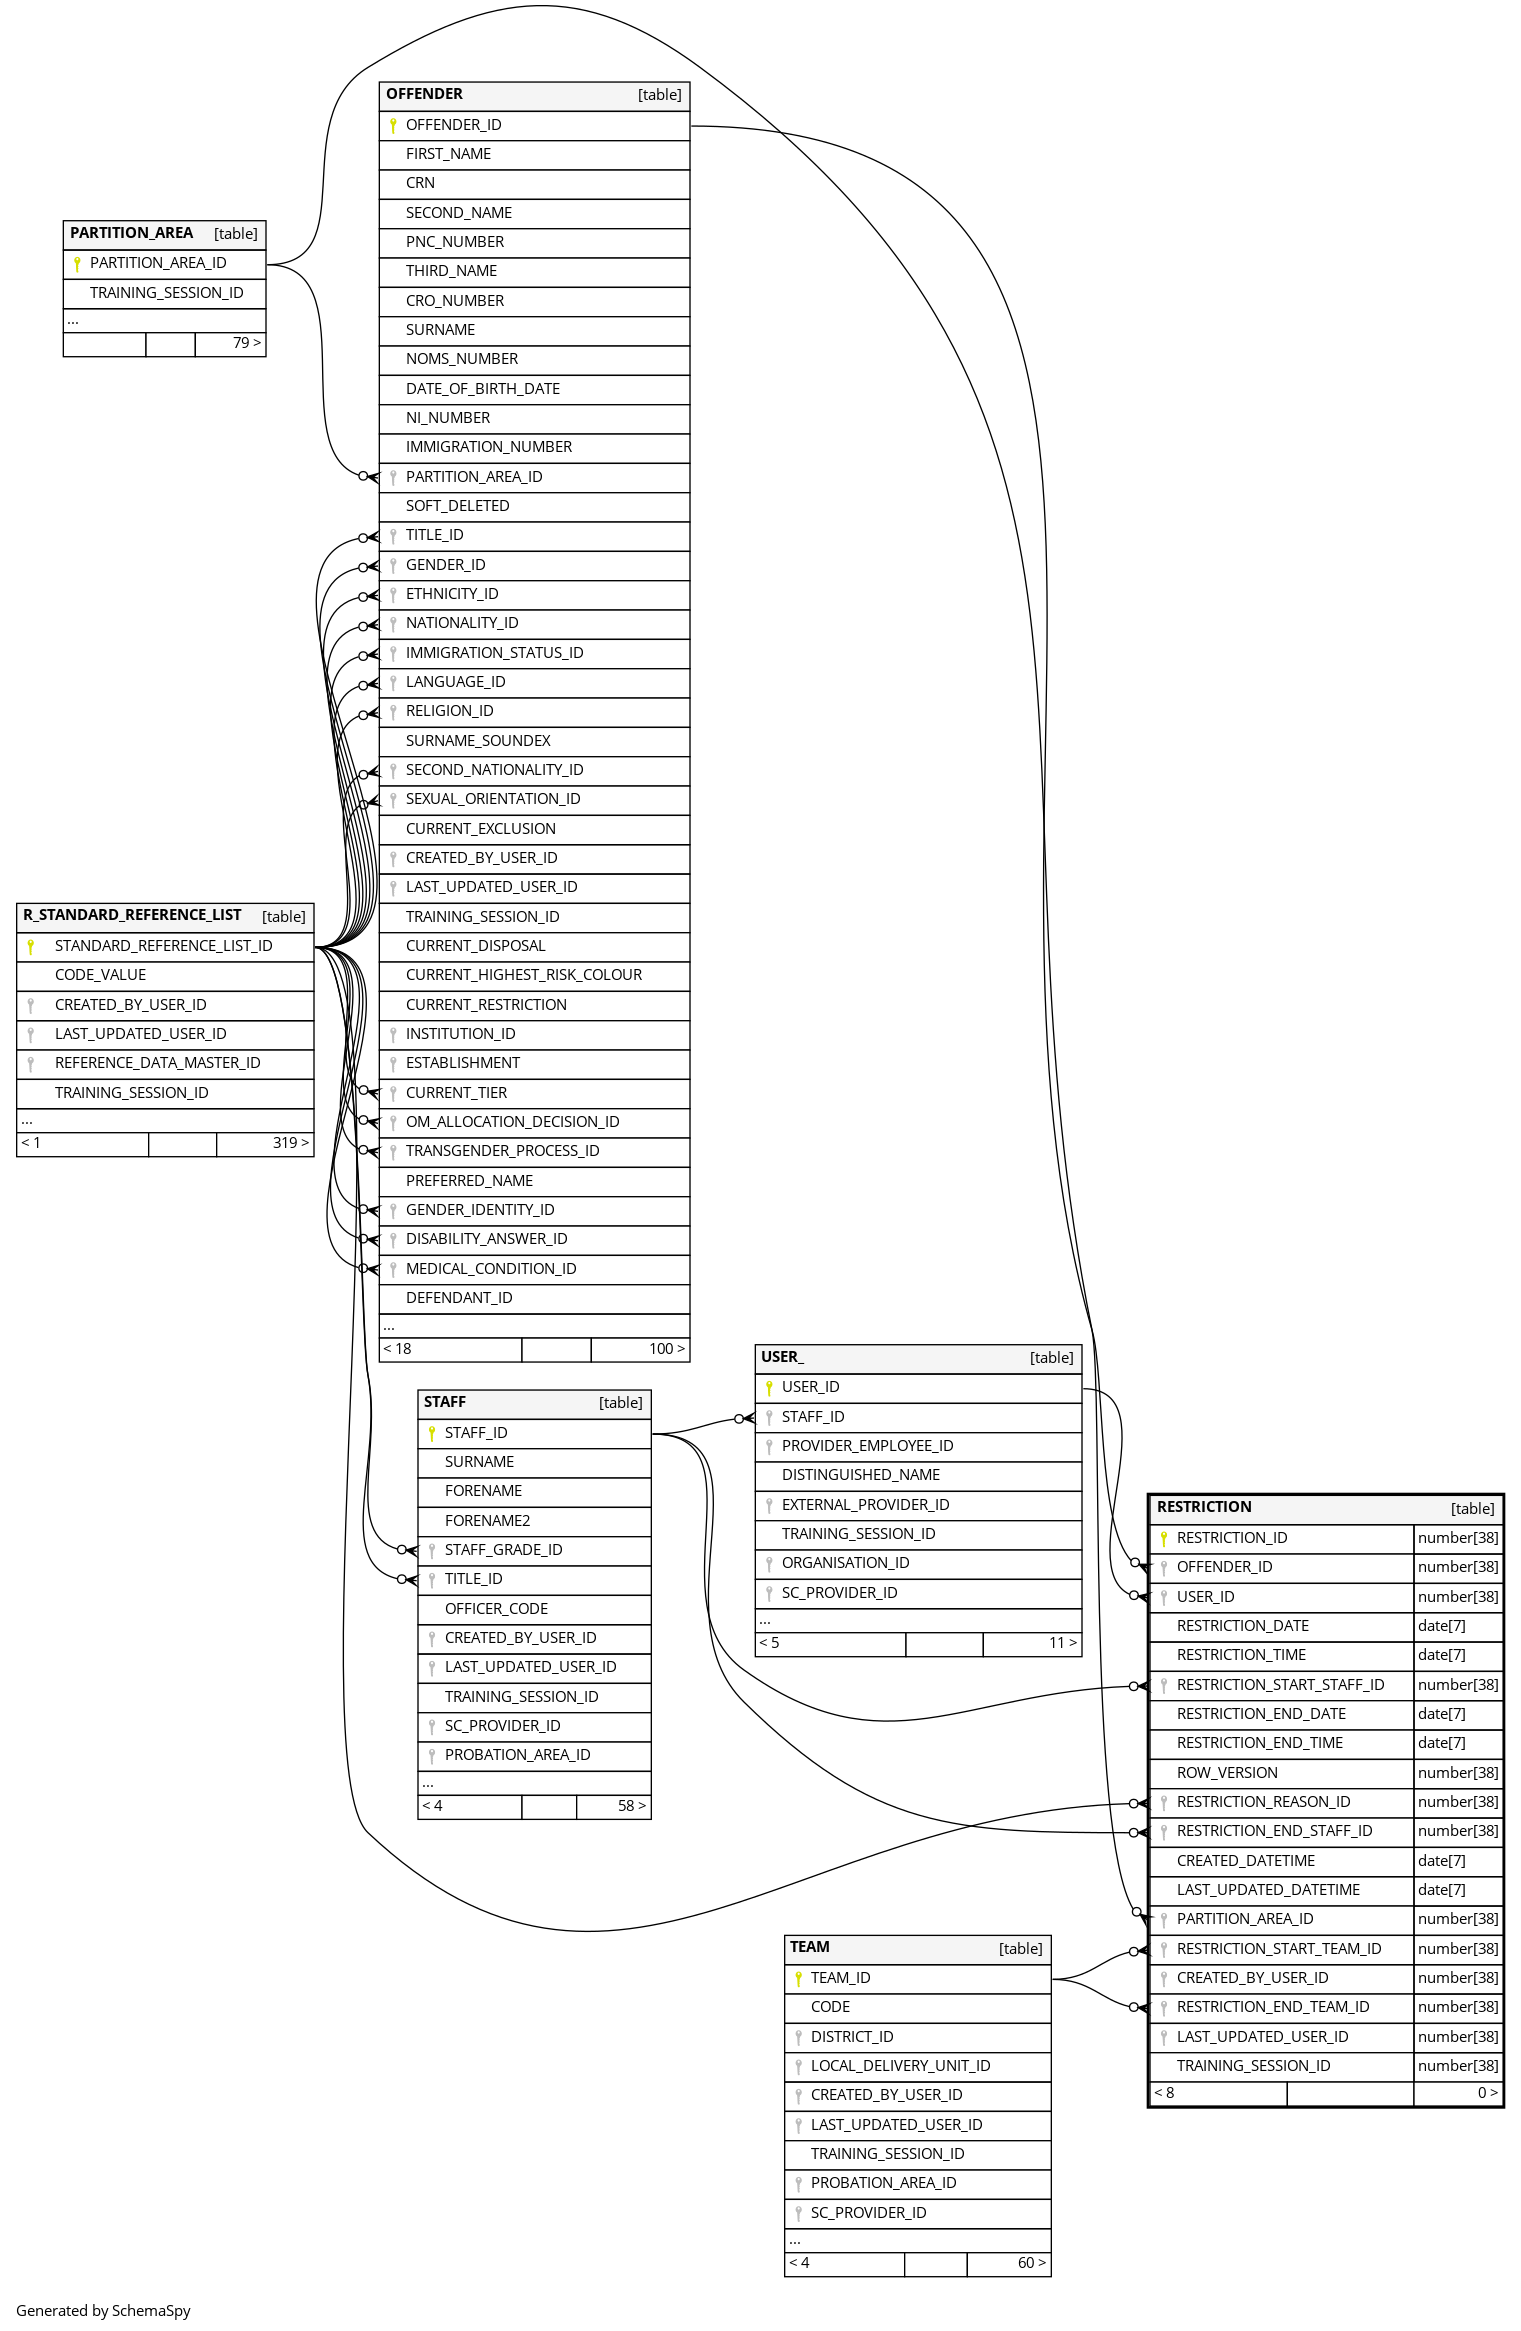 OFFENDER [table]
OFFENDER_ID
FIRST_NAME
CRN
SECOND_NAME
PNC_NUMBER
THIRD_NAME
CRO_NUMBER
SURNAME
NOMS_NUMBER
DATE_OF_BIRTH_DATE
NI_NUMBER
IMMIGRATION_NUMBER
PARTITION_AREA_ID
SOFT_DELETED
TITLE_ID
GENDER_ID
ETHNICITY_ID
NATIONALITY_ID
IMMIGRATION_STATUS_ID
LANGUAGE_ID
RELIGION_ID
SURNAME_SOUNDEX
SECOND_NATIONALITY_ID
SEXUAL_ORIENTATION_ID
CURRENT_EXCLUSION
CREATED_BY_USER_ID
LAST_UPDATED_USER_ID
TRAINING_SESSION_ID
CURRENT_DISPOSAL
CURRENT_HIGHEST_RISK_COLOUR
CURRENT_RESTRICTION
INSTITUTION_ID
ESTABLISHMENT
CURRENT_TIER
OM_ALLOCATION_DECISION_ID
TRANSGENDER_PROCESS_ID
PREFERRED_NAME
GENDER_IDENTITY_ID
DISABILITY_ANSWER_ID
MEDICAL_CONDITION_ID
DEFENDANT_ID
...
< 18 100 >
PARTITION_AREA [table]
PARTITION_AREA_ID
TRAINING_SESSION_ID
...
79 >
R_STANDARD_REFERENCE_LIST [table]
STANDARD_REFERENCE_LIST_ID
CODE_VALUE
CREATED_BY_USER_ID
LAST_UPDATED_USER_ID
REFERENCE_DATA_MASTER_ID
TRAINING_SESSION_ID
...
< 1 319 >
STAFF [table]
STAFF_ID
SURNAME
FORENAME
FORENAME2
STAFF_GRADE_ID
TITLE_ID
OFFICER_CODE
CREATED_BY_USER_ID
LAST_UPDATED_USER_ID
TRAINING_SESSION_ID
SC_PROVIDER_ID
PROBATION_AREA_ID
...
< 4 58 >
USER_ [table]
USER_ID
STAFF_ID
PROVIDER_EMPLOYEE_ID
DISTINGUISHED_NAME
EXTERNAL_PROVIDER_ID
TRAINING_SESSION_ID
ORGANISATION_ID
SC_PROVIDER_ID
...
< 5 11 >
RESTRICTION [table]
RESTRICTION_ID number[38]
OFFENDER_ID number[38]
USER_ID number[38]
RESTRICTION_DATE date[7]
RESTRICTION_TIME date[7]
RESTRICTION_START_STAFF_ID number[38]
RESTRICTION_END_DATE date[7]
RESTRICTION_END_TIME date[7]
ROW_VERSION number[38]
RESTRICTION_REASON_ID number[38]
RESTRICTION_END_STAFF_ID number[38]
CREATED_DATETIME date[7]
LAST_UPDATED_DATETIME date[7]
PARTITION_AREA_ID number[38]
RESTRICTION_START_TEAM_ID number[38]
CREATED_BY_USER_ID number[38]
RESTRICTION_END_TEAM_ID number[38]
LAST_UPDATED_USER_ID number[38]
TRAINING_SESSION_ID number[38]
< 8 0 >
TEAM [table]
TEAM_ID
CODE
DISTRICT_ID
LOCAL_DELIVERY_UNIT_ID
CREATED_BY_USER_ID
LAST_UPDATED_USER_ID
TRAINING_SESSION_ID
PROBATION_AREA_ID
SC_PROVIDER_ID
...
< 4 60 >
Generated by SchemaSpy